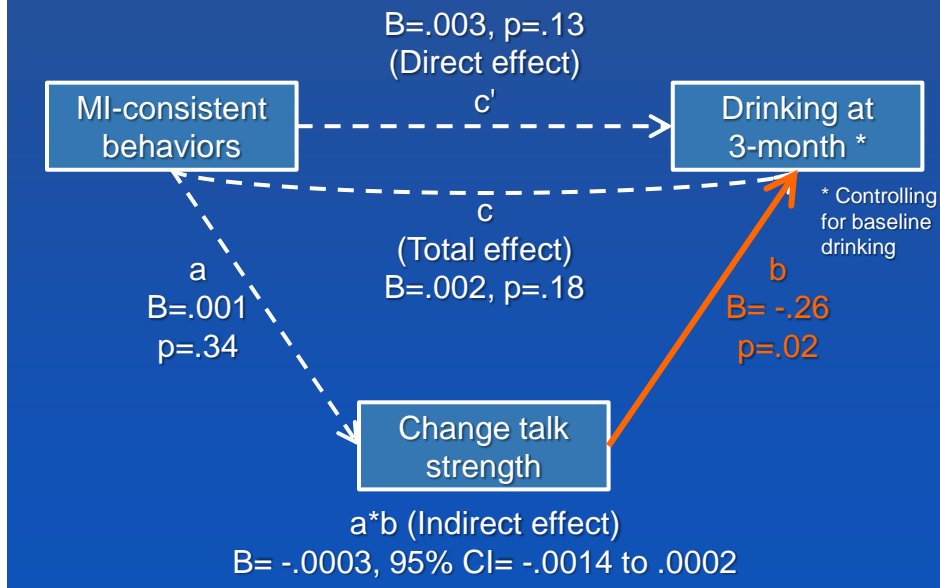 B=.003, p=.13
(Direct effect)
c'
MI-consistent
behaviors
Drinking at
3-month *
* Controlling
for baseline
drinking
c
(Total effect)
B=.002, p=.18
a
B=.001
p=.34
b
B= -.26
p=.02
Change talk
strength
a*b (Indirect effect)
B= -.0003, 95% CI= -.0014 to .0002